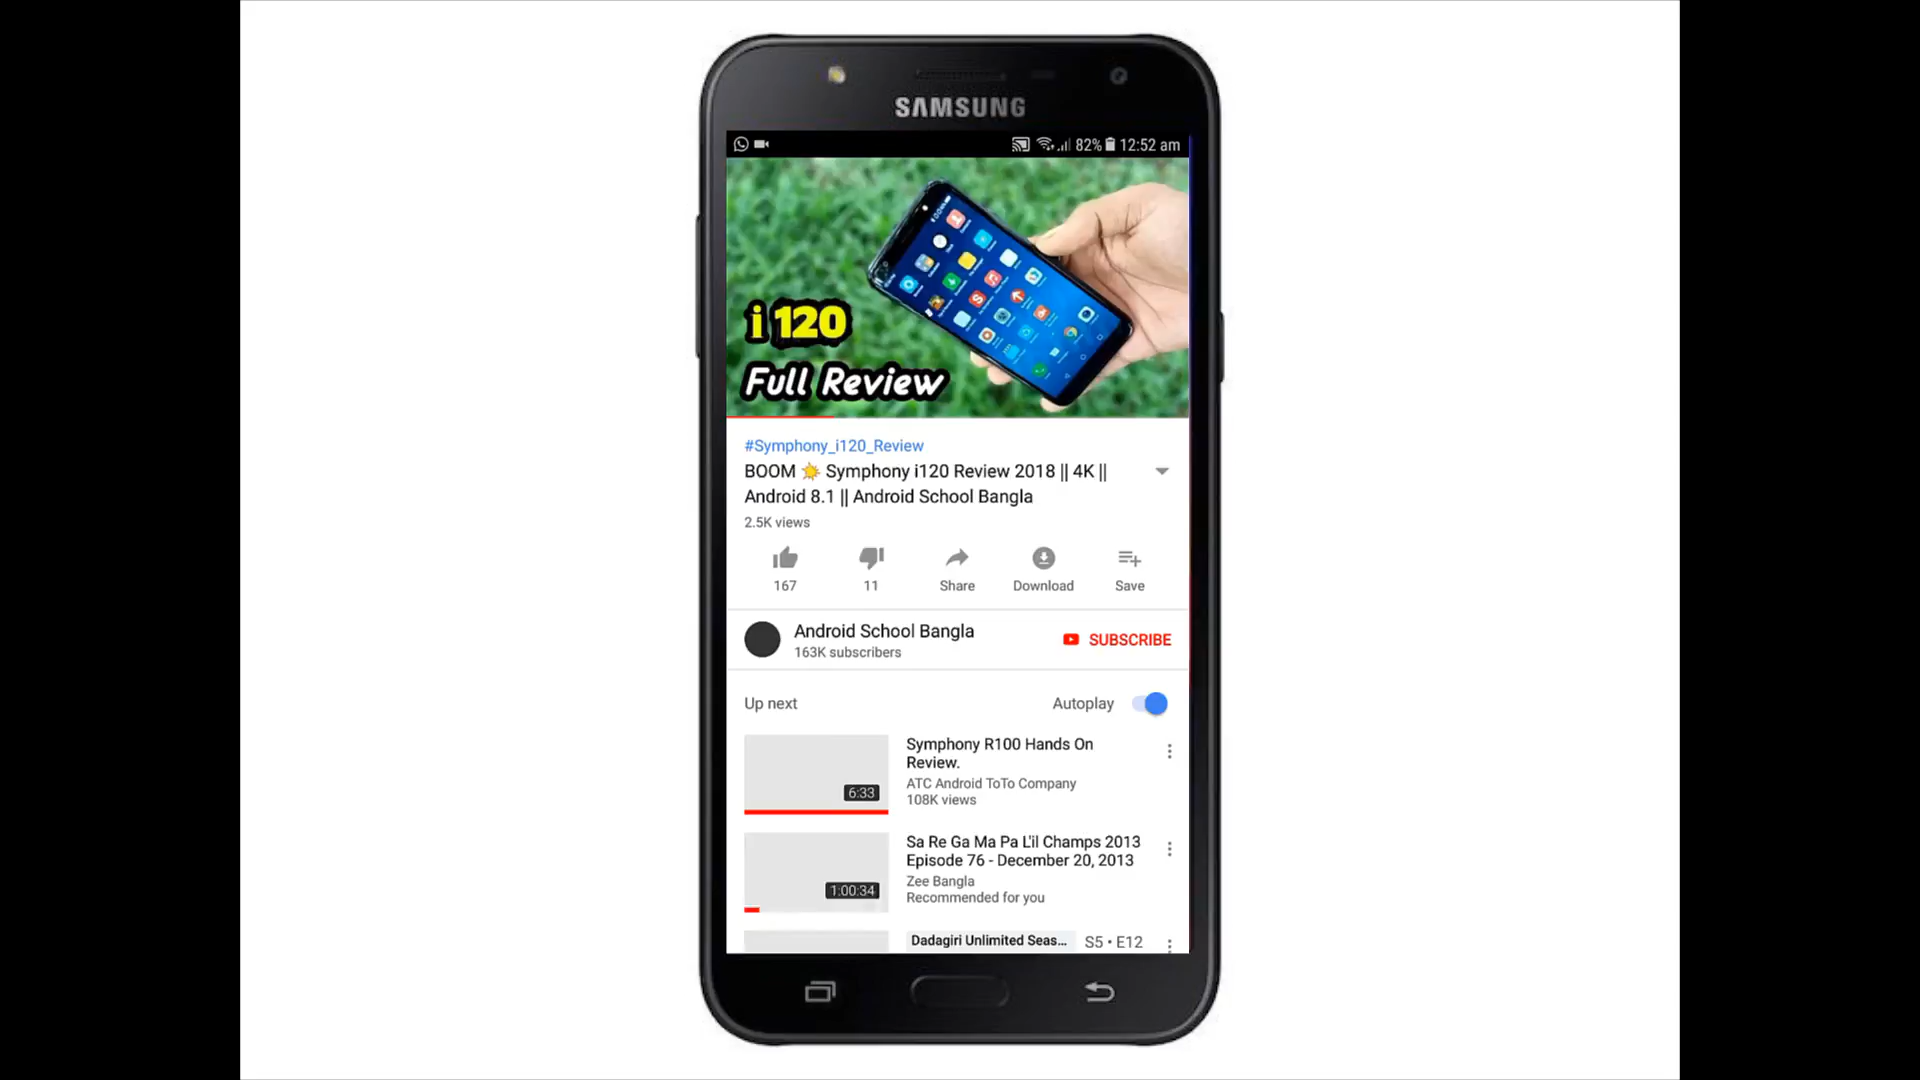 SAMSUNG
82% 12:52 am
i 120
Full Review
#Symphony_i120_Review
BOOM 💥 Symphony i120 Review 2018 || 4K ||
Android 8.1 || Android School Bangla
2.5K views
167 11 Share Download Save
Android School Bangla
163K subscribers
SUBSCRIBE
Up next Autoplay
Symphony R100 Hands On
Review.
ATC Android ToTo Company
108K views
6:33
Sa Re Ga Ma Pa L'il Champs 2013
Episode 76 - December 20, 2013
Zee Bangla
Recommended for you
1:00:34
Dadagiri Unlimited Seas... S5 • E12